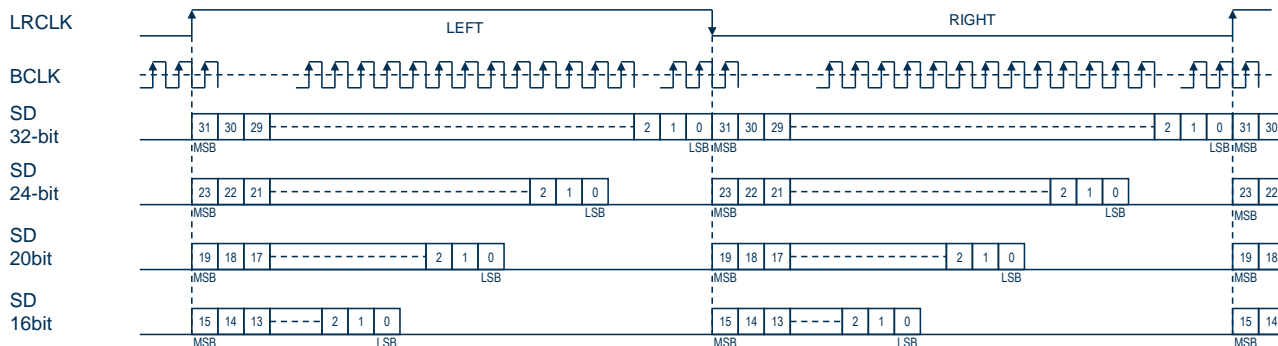 LRCLK LEFT RIGHT
BCLK
SD
32-bit
31 30 29 2 1 0 31 30 29 2 1 0 31 30
MSB LSB MSB LSB MSB
SD
24-bit
23 22 21 2 1 0 23 22 21 2 1 0 23 22
MSB LSB MSB LSB MSB
SD
20bit
19 18 17 2 1 0 19 18 17 2 1 0 19 18
MSB LSB MSB LSB MSB
SD
16bit
15 14 13 2 1 0 15 14 13 2 1 0 15 14
MSB LSB MSB LSB MSB